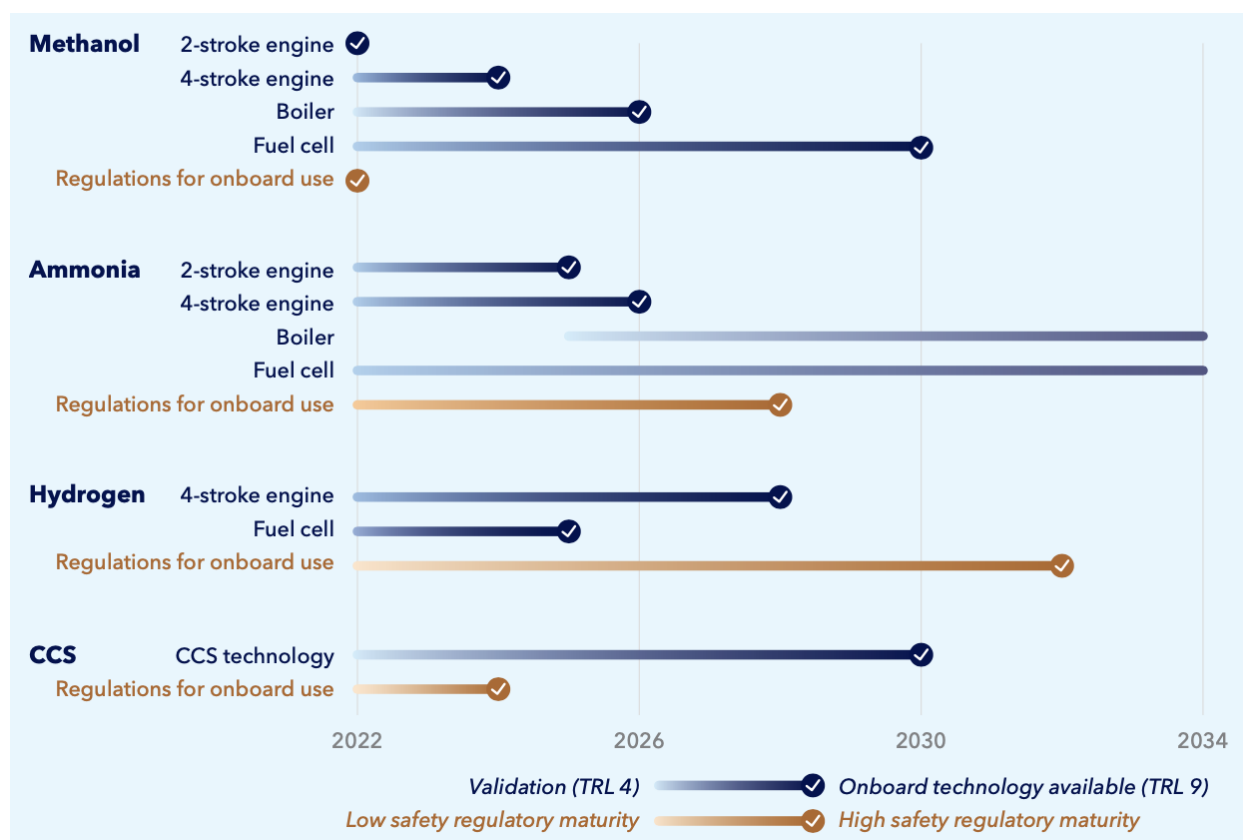 Methanol 2-stroke engine
4-stroke engine
Boiler
Fuel cell
Regulations for onboard use
Ammonia 2-stroke engine
4-stroke engine
Boiler
Fuel cell
Regulations for onboard use
Hydrogen 4-stroke engine
Fuel cell
Regulations for onboard use
CCS CCS technology
Regulations for onboard use
2022 2026 2030 2034
Validation (TRL 4) Onboard technology available (TRL 9)
Low safety regulatory maturity High safety regulatory maturity